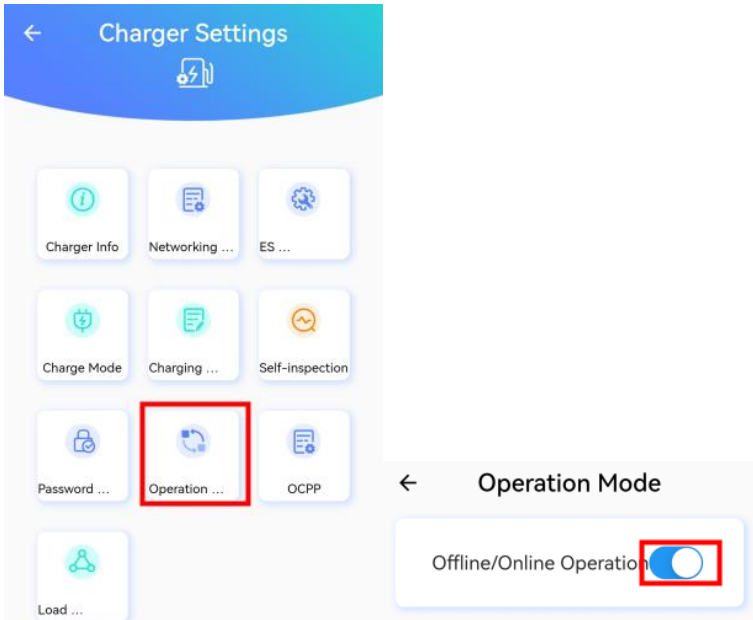 Charger Settings
Charger Info
Networking ...
ES ...
Charge Mode
Charging ...
Self-inspection
Password ...
Operation ...
OCPP
Load ...
Operation Mode
Offline/Online Operation